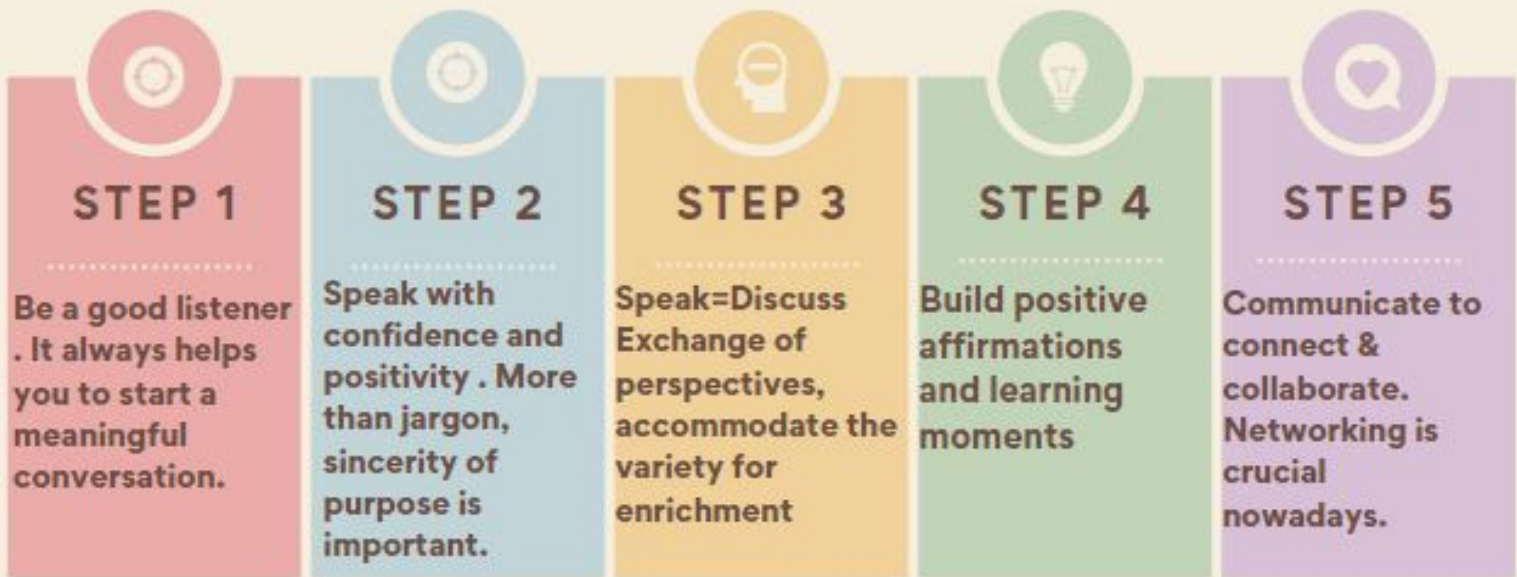 STEP 1
Be a good listener
. It always helps
you to start a
meaningful
conversation.
STEP 2
Speak with
confidence and
positivity . More
than jargon,
sincerity of
purpose is
important.
STEP 3
Speak=Discuss
Exchange of
perspectives,
accommodate the
variety for
enrichment
STEP 4
Build positive
affirmations
and learning
moments
STEP 5
Communicate to
connect &
collaborate.
Networking is
crucial
nowadays.